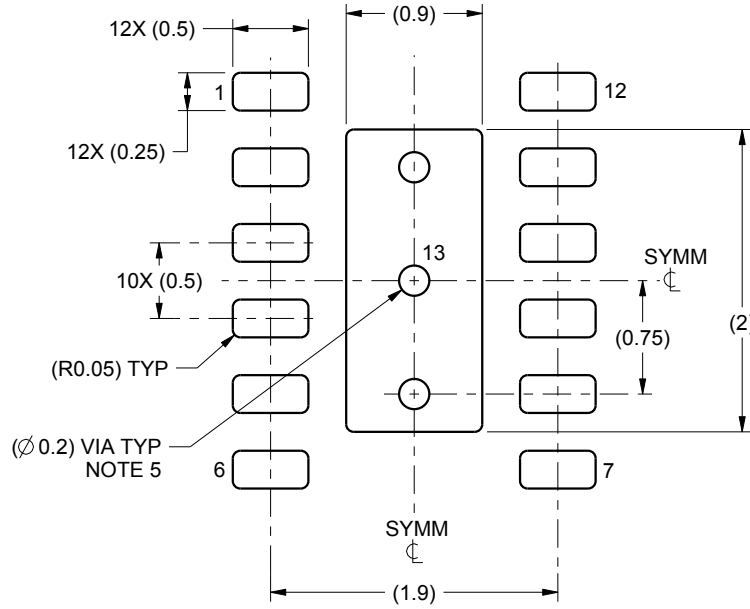 12X (0.5)
(0.9)
1
12
12X (0.25)
13
SYMM
℄
10X (0.5)
(0.75)
(2)
(R0.05) TYP
(∅ 0.2) VIA TYP
NOTE 5
6
7
SYMM
℄
(1.9)